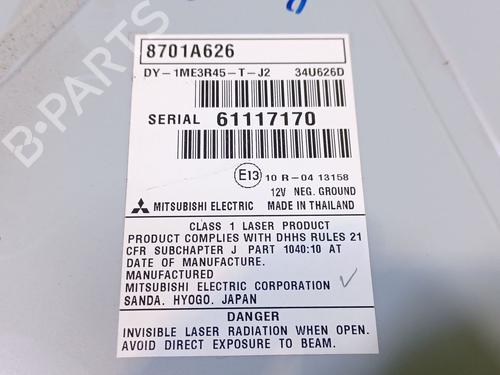 8701A626
DY-1ME3R45-T-J2 34U626D
SERIAL 61117170
E13 10 R-04 13158
12V NEG. GROUND
MITSUBISHI ELECTRIC MADE IN THAILAND
CLASS 1 LASER PRODUCT
PRODUCT COMPLIES WITH DHHS RULES 21
CFR SUBCHAPTER J PART 1040:10 AT
DATE OF MANUFACTURE.
MANUFACTURED
MITSUBISHI ELECTRIC CORPORATION
SANDA, HYOGO, JAPAN
DANGER
INVISIBLE LASER RADIATION WHEN OPEN.
AVOID DIRECT EXPOSURE TO BEAM.
B-PARTS